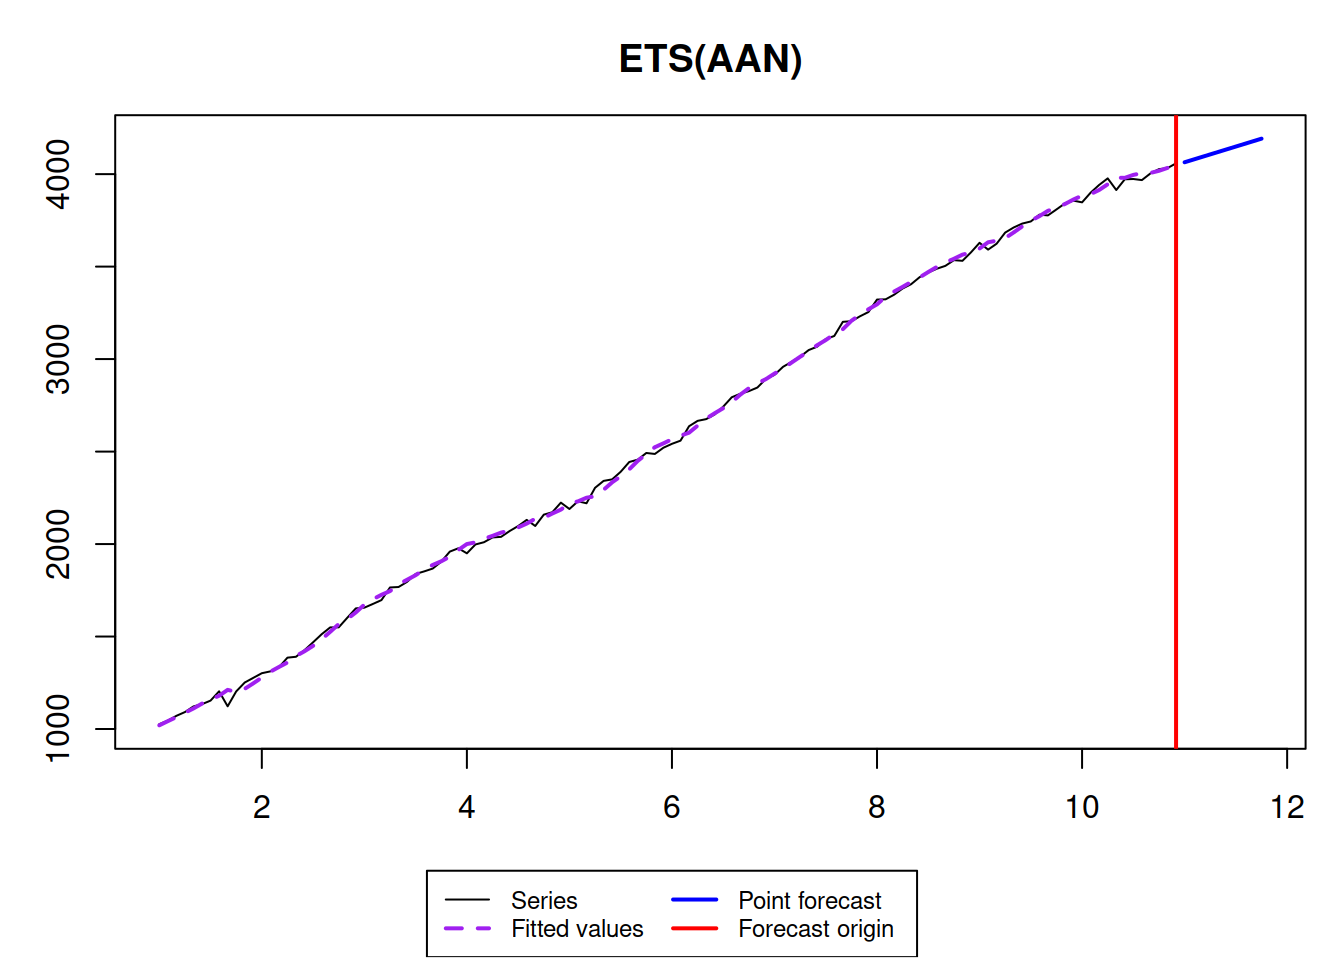 ETS(AAN)
4000
3000
2000
1000
2 4 6 8 10 12
Series Point forecast
Fitted values Forecast origin